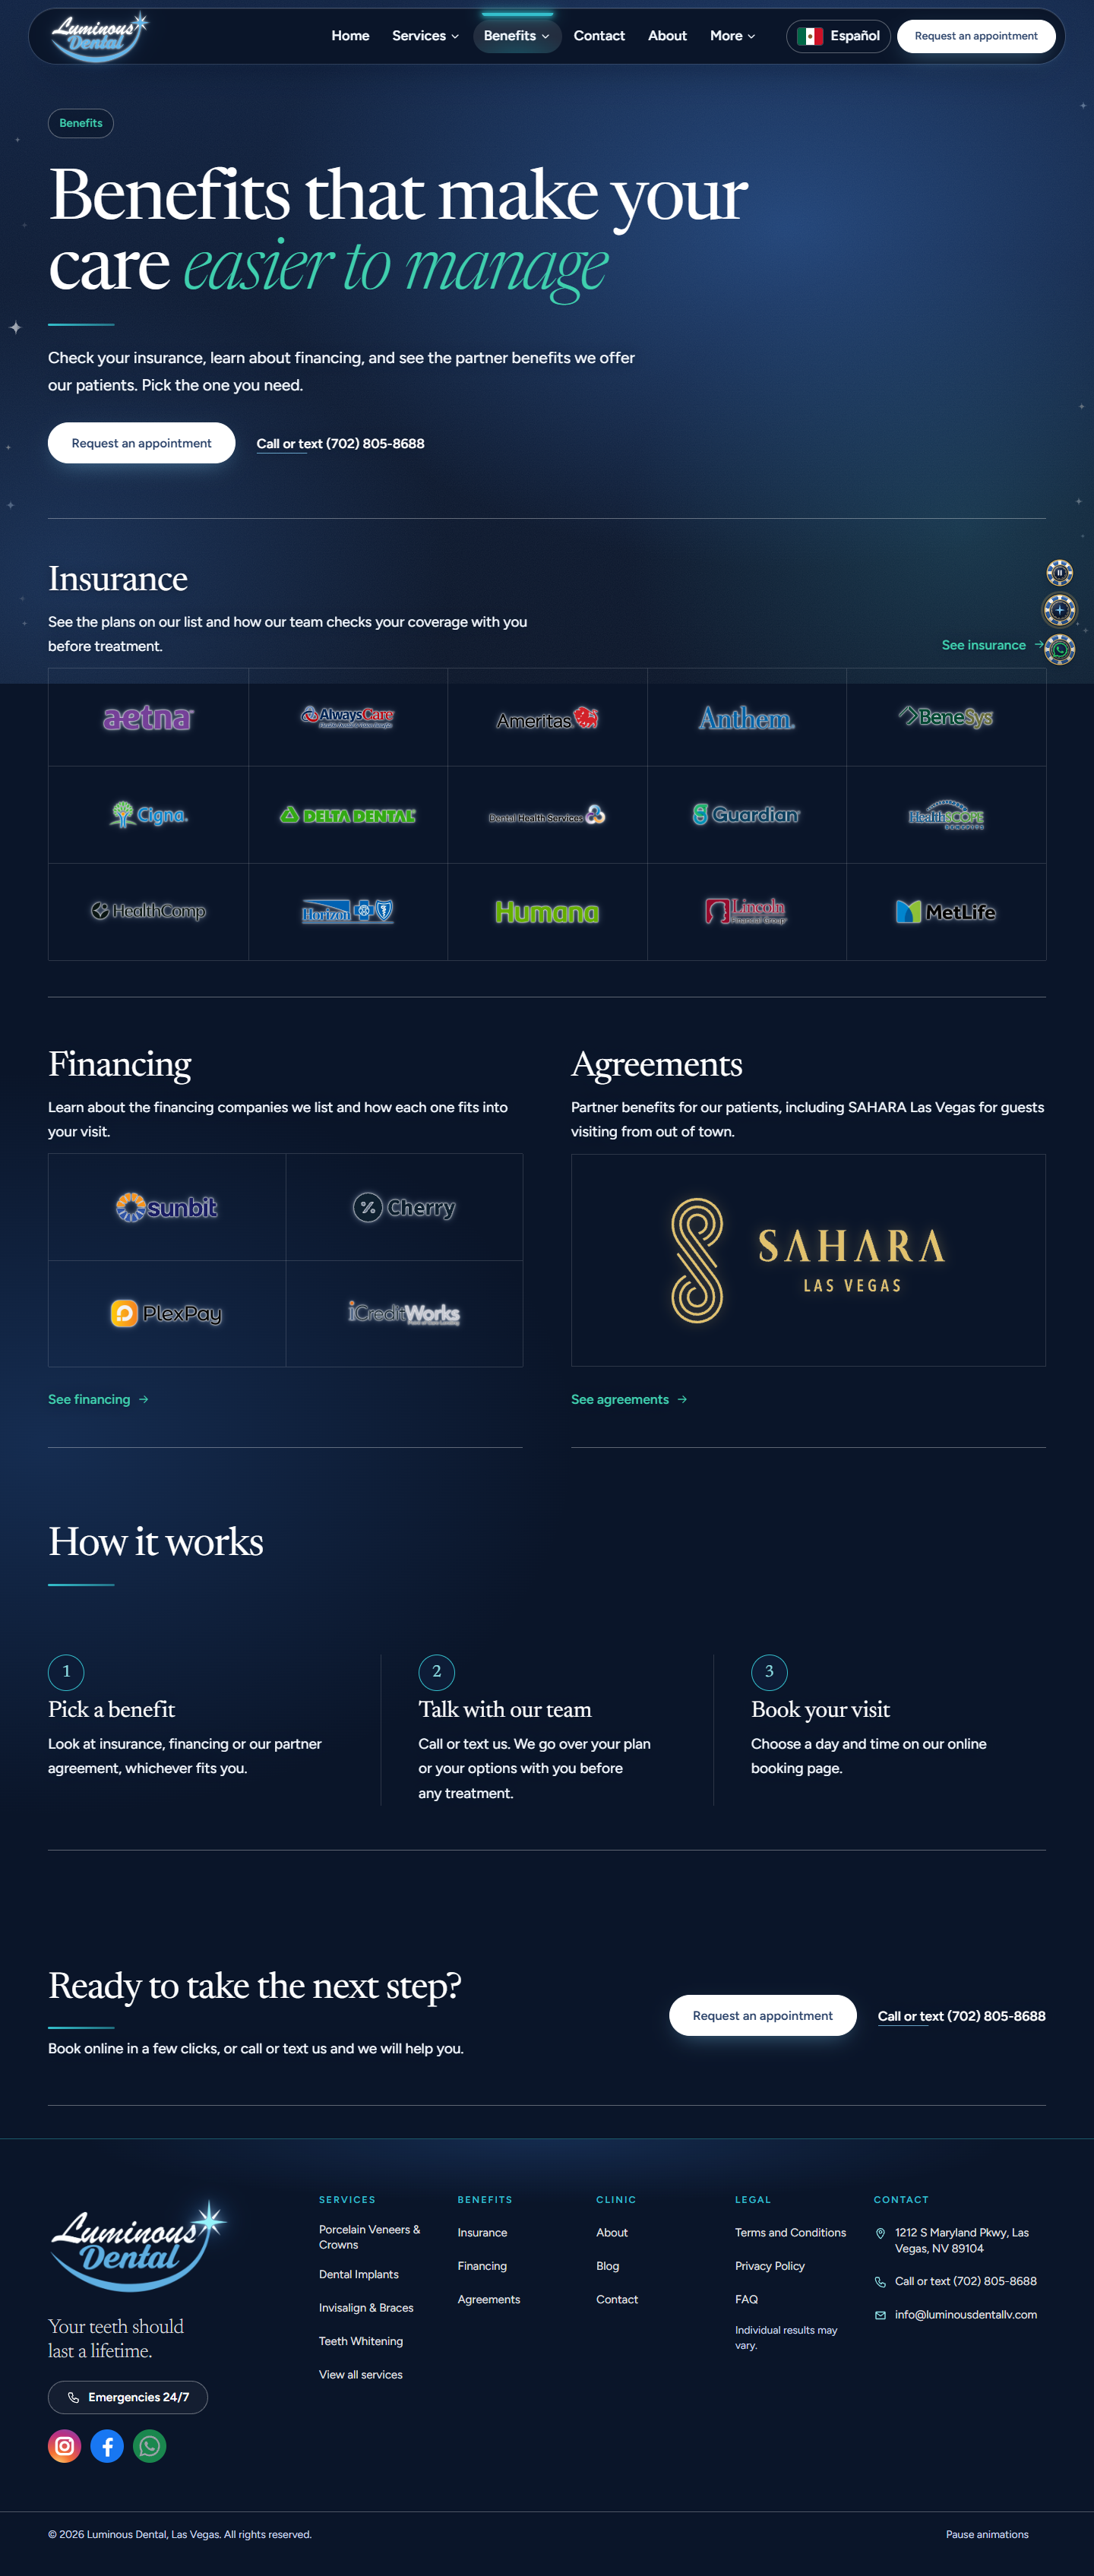 Luminous
Dental
Home
Services
Benefits
Contact
About
More
Español
Request an appointment
Benefits
Benefits that make your
care easier to manage
Check your insurance, learn about financing, and see the partner benefits we offer
our patients. Pick the one you need.
Request an appointment
Call or text (702) 805-8688
Insurance
See the plans on our list and how our team checks your coverage with you
before treatment.
See insurance
aetna
AlwaysCare
Ameritas
Anthem
BeneSys
Cigna
DELTA DENTAL
Dental Health Services
Guardian
HealthSCOPE
BENEFITS
HealthComp
Horizon
Humana
Lincoln
Financial Group
MetLife
Financing
Learn about the financing companies we list and how each one fits into
your visit.
sunbit
Cherry
PlexPay
iCreditWorks
See financing
Agreements
Partner benefits for our patients, including SAHARA Las Vegas for guests
visiting from out of town.
SAHARA
LAS VEGAS
See agreements
How it works
1
Pick a benefit
Look at insurance, financing or our partner
agreement, whichever fits you.
2
Talk with our team
Call or text us. We go over your plan
or your options with you before
any treatment.
3
Book your visit
Choose a day and time on our online
booking page.
Ready to take the next step?
Book online in a few clicks, or call or text us and we will help you.
Request an appointment
Call or text (702) 805-8688
Luminous
Dental
Your teeth should
last a lifetime.
Emergencies 24/7
SERVICES
Porcelain Veneers &
Crowns
Dental Implants
Invisalign & Braces
Teeth Whitening
View all services
BENEFITS
Insurance
Financing
Agreements
CLINIC
About
Blog
Contact
LEGAL
Terms and Conditions
Privacy Policy
FAQ
Individual results may
vary.
CONTACT
1212 S Maryland Pkwy, Las
Vegas, NV 89104
Call or text (702) 805-8688
info@luminousdentallv.com
© 2026 Luminous Dental, Las Vegas. All rights reserved.
Pause animations